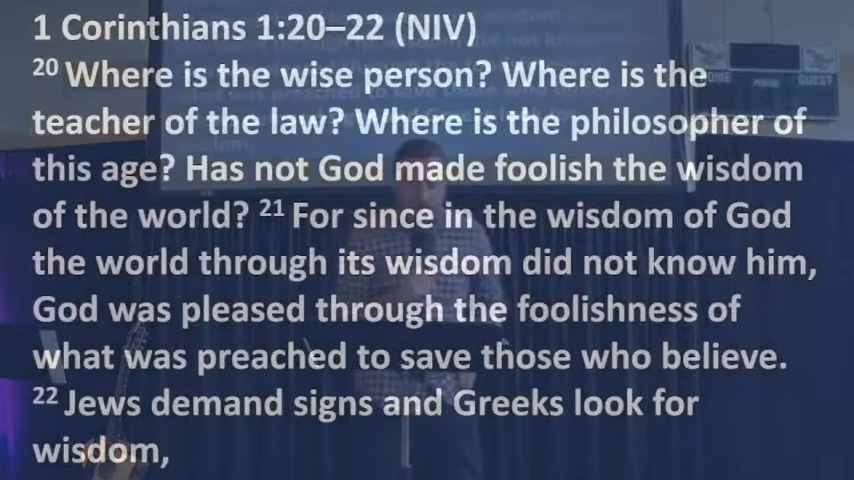 1 Corinthians 1:20–22 (NIV)
20 Where is the wise person? Where is the
teacher of the law? Where is the philosopher of
this age? Has not God made foolish the wisdom
of the world? 21 For since in the wisdom of God
the world through its wisdom did not know him,
God was pleased through the foolishness of
what was preached to save those who believe.
22 Jews demand signs and Greeks look for
wisdom,
GUEST